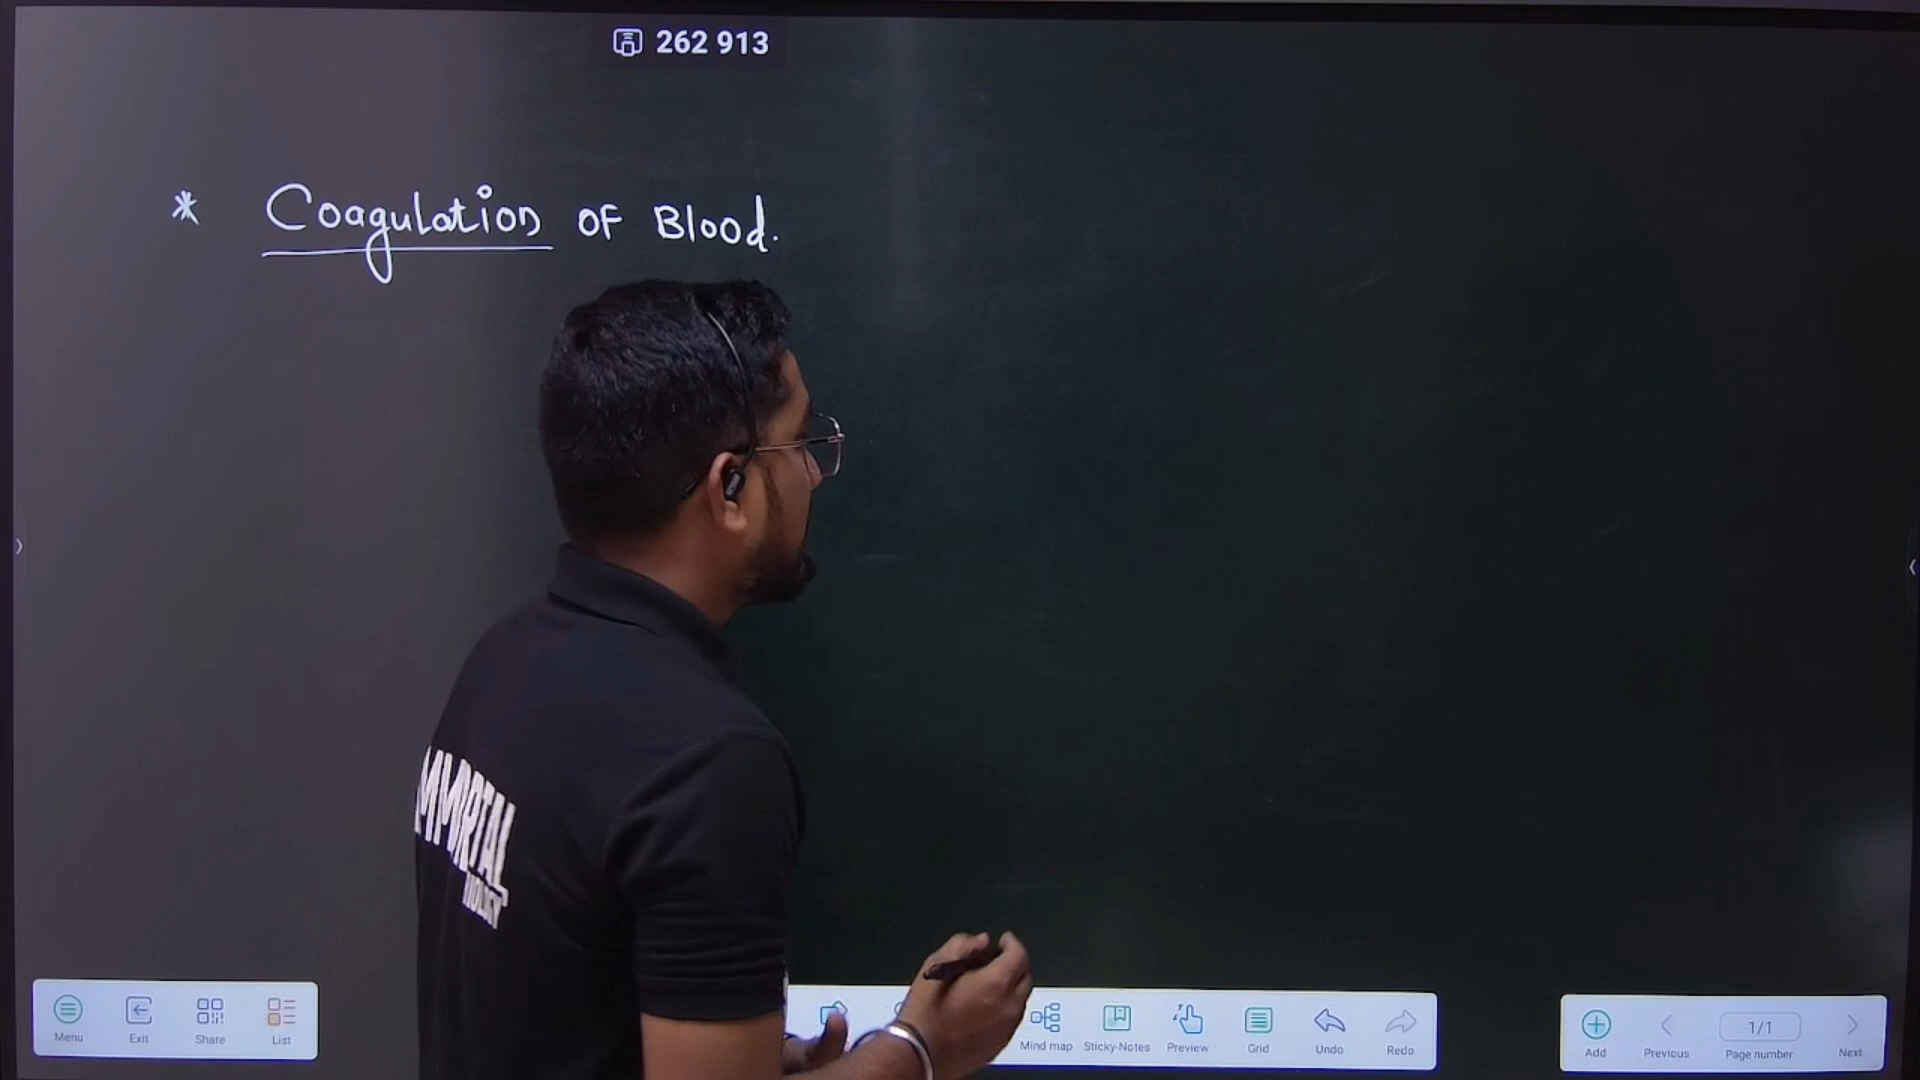 262 913
* Coagulation of Blood.
MMORTAL
Menu Exit Share List
Mind map Sticky-Notes Preview Grid Undo Redo
Add Previous 1/1 Page number Next